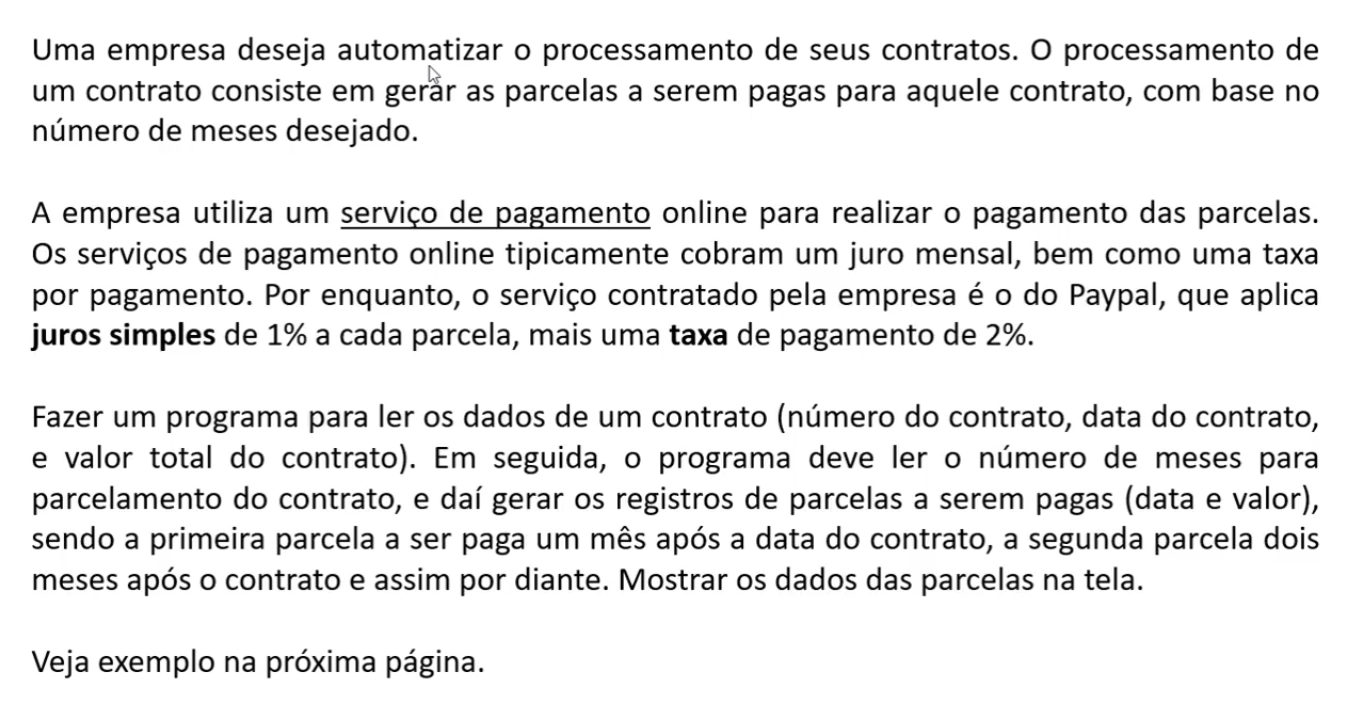 Uma empresa deseja automatizar o processamento de seus contratos. O processamento de
um contrato consiste em gerar as parcelas a serem pagas para aquele contrato, com base no
número de meses desejado.
A empresa utiliza um serviço de pagamento online para realizar o pagamento das parcelas.
Os serviços de pagamento online tipicamente cobram um juro mensal, bem como uma taxa
por pagamento. Por enquanto, o serviço contratado pela empresa é o do Paypal, que aplica
juros simples de 1% a cada parcela, mais uma taxa de pagamento de 2%.
Fazer um programa para ler os dados de um contrato (número do contrato, data do contrato,
e valor total do contrato). Em seguida, o programa deve ler o número de meses para
parcelamento do contrato, e daí gerar os registros de parcelas a serem pagas (data e valor),
sendo a primeira parcela a ser paga um mês após a data do contrato, a segunda parcela dois
meses após o contrato e assim por diante. Mostrar os dados das parcelas na tela.
Veja exemplo na próxima página.